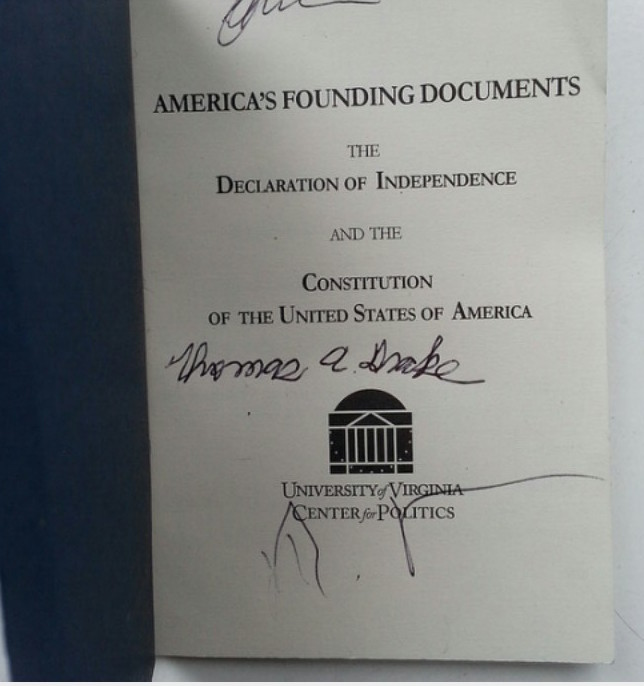 AMERICA'S FOUNDING DOCUMENTS
THE
DECLARATION OF INDEPENDENCE
AND THE
CONSTITUTION
OF THE UNITED STATES OF AMERICA
Thomas A. Drake
UNIVERSITY of VIRGINIA
CENTER for POLITICS